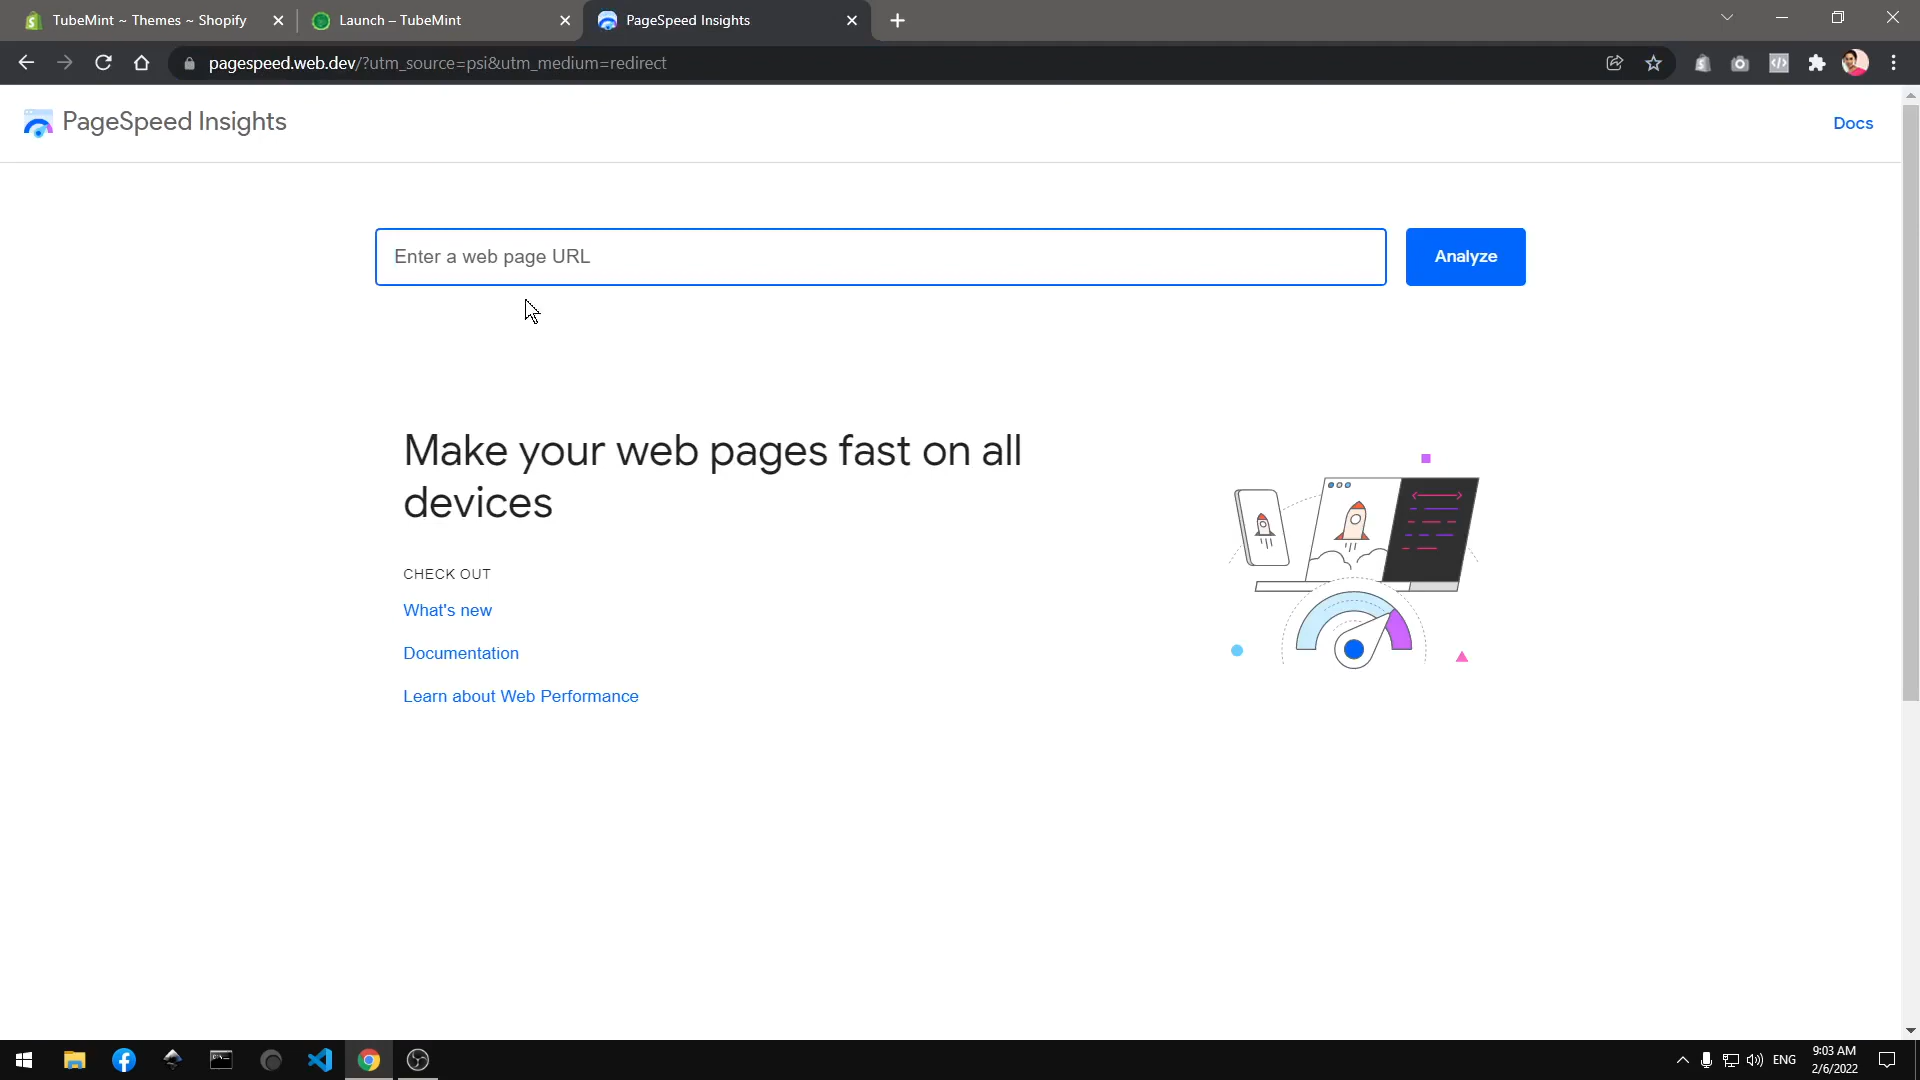 TubeMint ~ Themes ~ Shopify
Launch – TubeMint
PageSpeed Insights
pagespeed.web.dev/?utm_source=psi&utm_medium=redirect
PageSpeed Insights
Docs
Enter a web page URL
Analyze
Make your web pages fast on all
devices
CHECK OUT
What's new
Documentation
Learn about Web Performance
ENG
9:03 AM
2/6/2022